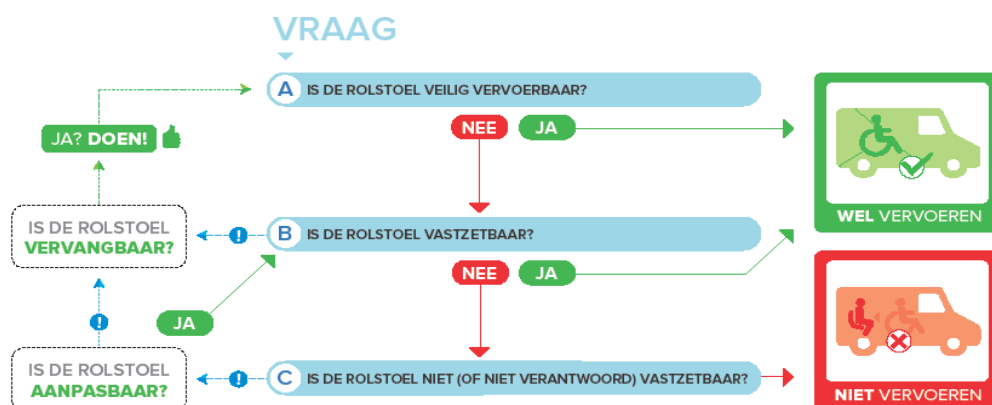 VRAAG
A IS DE ROLSTOEL VEILIG VERVOERBAAR?
NEE JA
JA? DOEN!
WEL VERVOEREN
IS DE ROLSTOEL
VERVANGBAAR?
!
B IS DE ROLSTOEL VASTZETBAAR?
NEE JA
!
JA
IS DE ROLSTOEL
AANPASBAAR?
!
C IS DE ROLSTOEL NIET (OF NIET VERANTWOORD) VASTZETBAAR?
NIET VERVOEREN